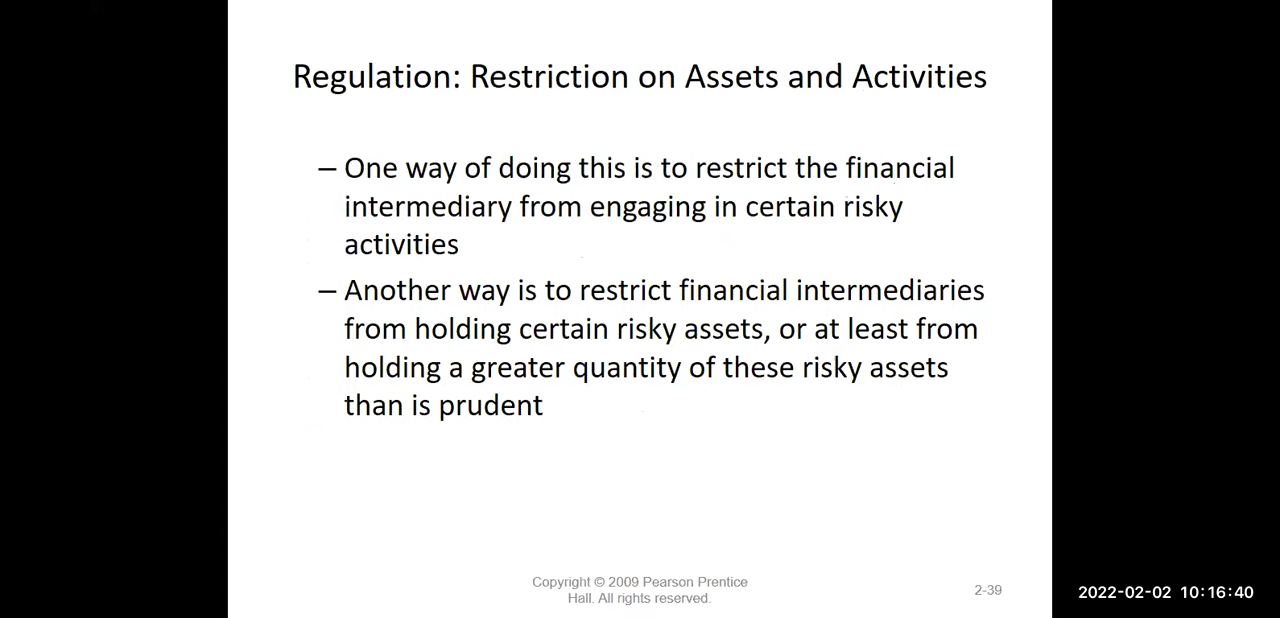 Regulation: Restriction on Assets and Activities
– One way of doing this is to restrict the financial
intermediary from engaging in certain risky
activities
– Another way is to restrict financial intermediaries
from holding certain risky assets, or at least from
holding a greater quantity of these risky assets
than is prudent
Copyright © 2009 Pearson Prentice
Hall. All rights reserved.
2-39
2022-02-02 10:16:40